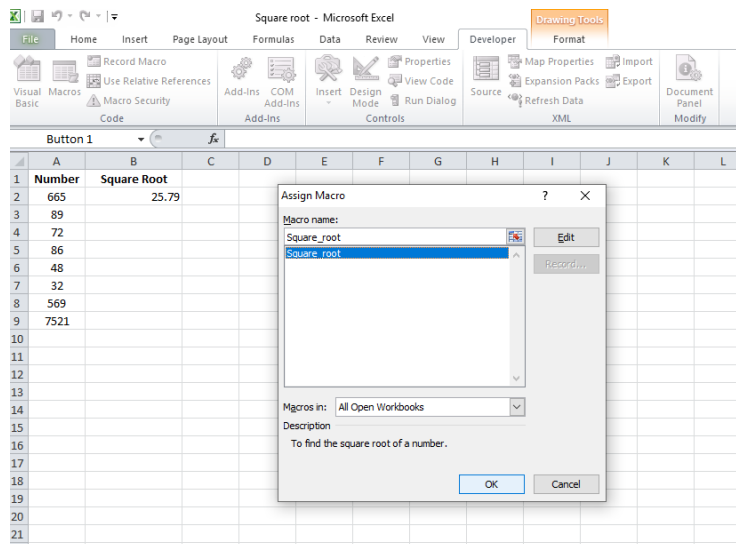 Square root - Microsoft Excel
Drawing Tools
File Home Insert Page Layout Formulas Data Review View Developer Format
Record Macro
Use Relative References
Macro Security
Visual Basic
Macros
Code
Add-Ins
COM Add-Ins
Add-Ins
Insert
Design Mode
Properties
View Code
Run Dialog
Controls
Source
Map Properties
Expansion Packs
Refresh Data
Import
Export
XML
Document Panel
Modify
Button 1 fx
A B C D E F G H I J K L
1 Number Square Root
2 665 25.79
3 89
4 72
5 86
6 48
7 32
8 569
9 7521
10
11
12
13
14
15
16
17
18
19
20
21
Assign Macro ?
Macro name:
Square_root
Edit
Square_root
Record...
Macros in: All Open Workbooks
Description
To find the square root of a number.
OK Cancel